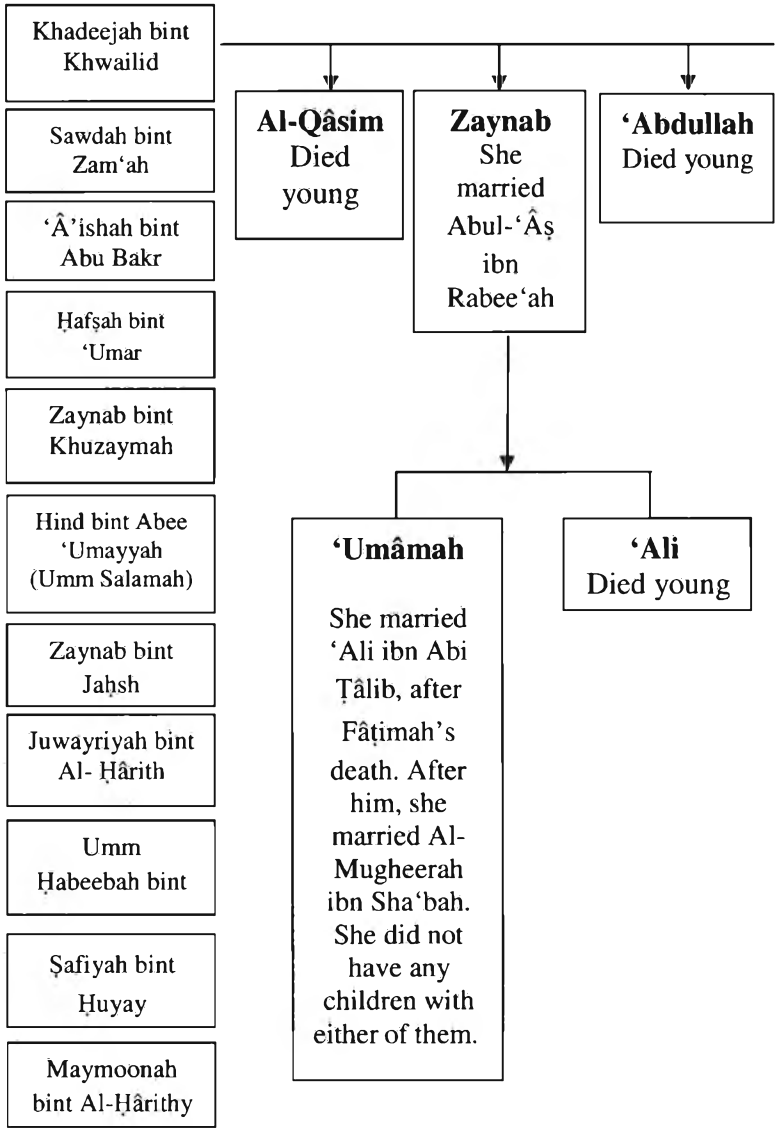 Khadeejah bint
Khwailid
Sawdah bint
Zam‘ah
‘Â’ishah bint
Abu Bakr
Ḥafṣah bint
‘Umar
Zaynab bint
Khuzaymah
Hind bint Abee
‘Umayyah
(Umm Salamah)
Zaynab bint
Jaḥsh
Juwayriyah bint
Al- Ḥârith
Umm
Ḥabeebah bint
Ṣafiyah bint
Ḥuyay
Maymoonah
bint Al-Ḥârithy
Al-Qâsim
Died
young
Zaynab
She
married
Abul-‘Âṣ
ibn
Rabee‘ah
‘Abdullah
Died young
‘Umâmah
She married
‘Ali ibn Abi
Ṭâlib, after
Fâṭimah’s
death. After
him, she
married Al-
Mugheerah
ibn Sha‘bah.
She did not
have any
children with
either of them.
‘Ali
Died young